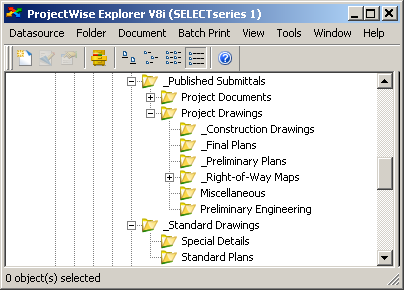 ProjectWise Explorer V8i (SELECTseries 1)
Datasource Folder Document Batch Print View Tools Window Help
_Published Submittals
Project Documents
Project Drawings
_Construction Drawings
_Final Plans
_Preliminary Plans
_Right-of-Way Maps
Miscellaneous
Preliminary Engineering
_Standard Drawings
Special Details
Standard Plans
0 object(s) selected